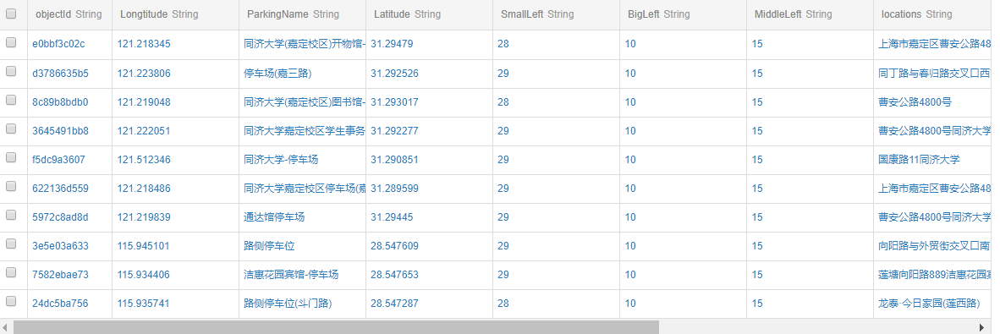 objectId String Longtitude String ParkingName String Latitude String SmallLeft String BigLeft String MiddleLeft String locations String
e0bbf3c02c 121.218345 同济大学(嘉定校区)开物馆- 31.29479 28 10 15 上海市嘉定区曹安公路48
d3786635b5 121.223806 停车场(嘉三路) 31.292526 29 10 15 同丁路与春归路交叉口西
8c89b8bdb0 121.219048 同济大学(嘉定校区)图书馆- 31.293017 28 10 15 曹安公路4800号
3645491bb8 121.222051 同济大学嘉定校区学生事务 31.292277 29 10 15 曹安公路4800号同济大学
f5dc9a3607 121.512346 同济大学-停车场 31.290851 29 10 15 国康路11同济大学
622136d559 121.218486 同济大学嘉定校区停车场(嘉 31.289599 29 10 15 上海市嘉定区曹安公路48
5972c8ad8d 121.219839 通达馆停车场 31.29445 29 10 15 曹安公路4800号同济大学
3e5e03a633 115.945101 路侧停车位 28.547609 29 10 15 向阳路与外贸街交叉口南
7582ebae73 115.934406 洁惠花园宾馆-停车场 28.547653 29 10 15 莲塘向阳路889洁惠花园宾
24dc5ba756 115.935741 路侧停车位(斗门路) 28.547287 28 10 15 龙泰·今日家园(莲西路)